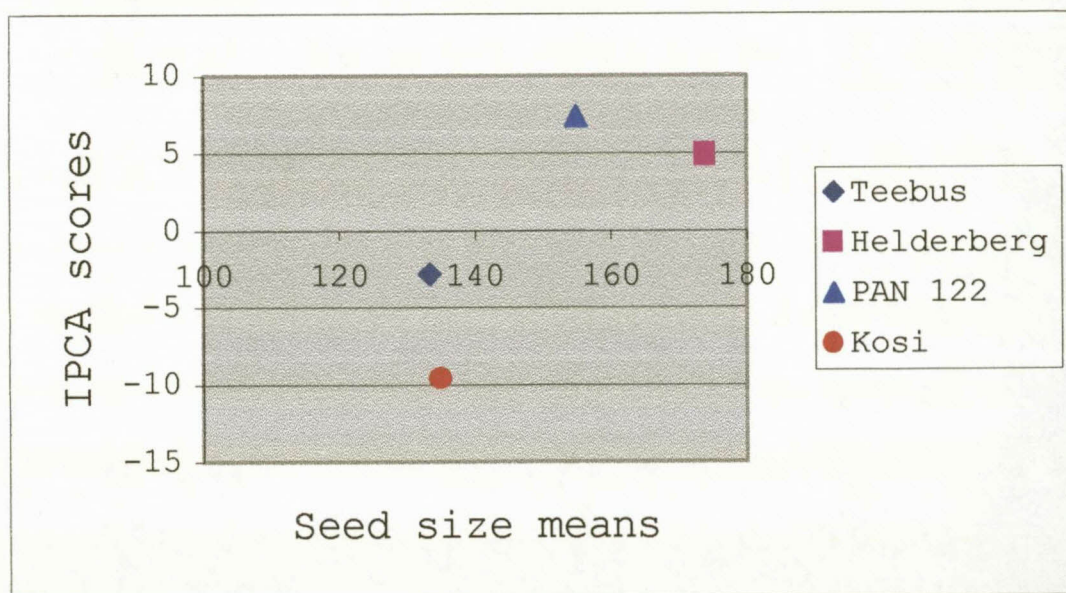 10
5
0
-5
-10
-15
100 120 140 160 180
IPCA scores
Seed size means
Teebus
Helderberg
PAN 122
Kosi